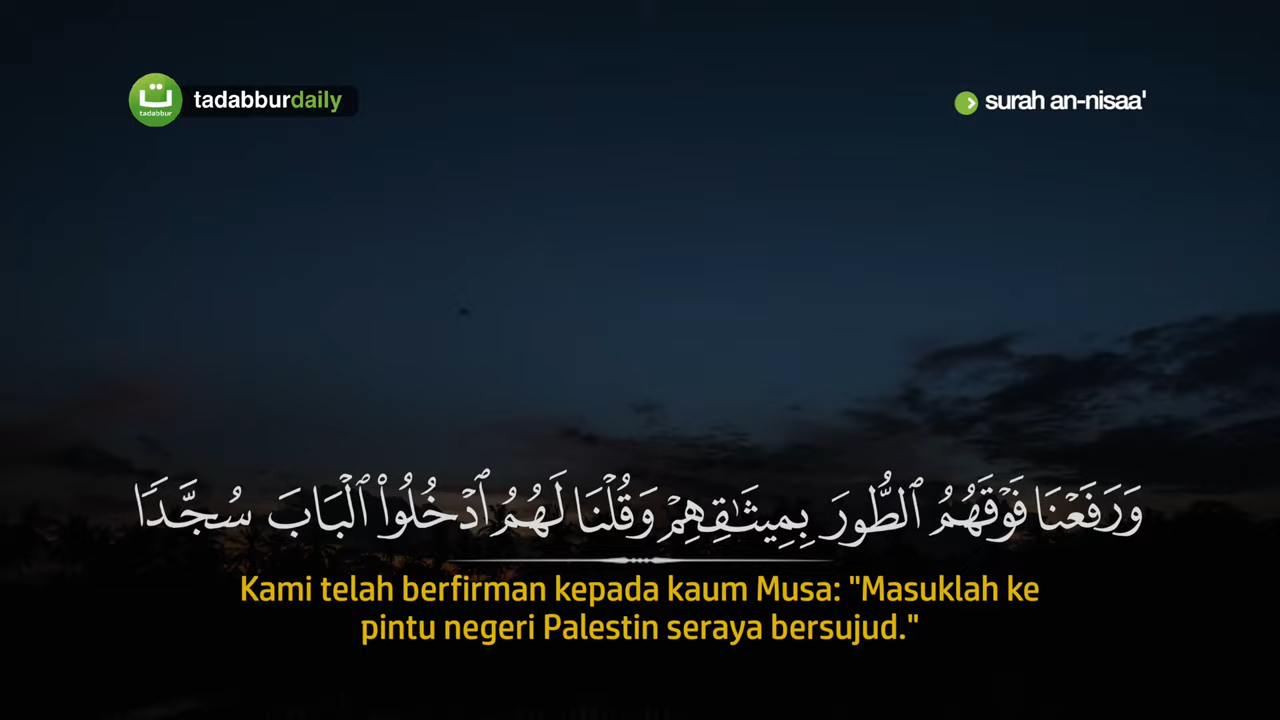 ت
tadabbur
tadabburdaily
surah an-nisaa'
وَرَفَعْنَا فَوْقَهُمُ ٱلطُّورَ بِمِيثَـٰقِهِمْ وَقُلْنَا لَهُمُ ٱدْخُلُوا۟ ٱلْبَابَ سُجَّدًا
Kami telah berfirman kepada kaum Musa: "Masuklah ke
pintu negeri Palestin seraya bersujud."